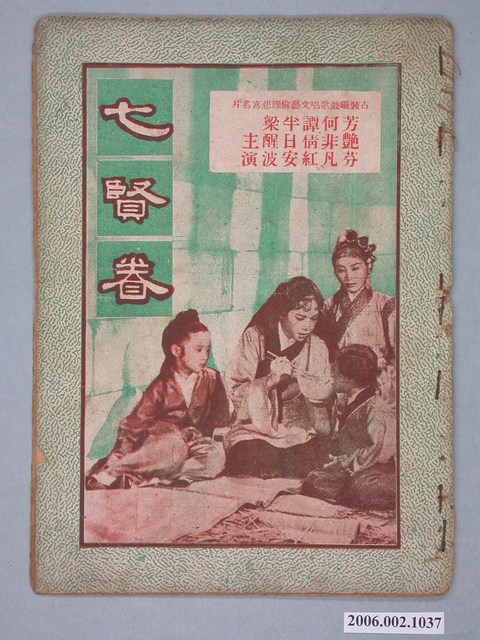 七賢眷
芳艷芬
何非凡
譚倩紅
半日安
梁醒波
主演
2006.002.1037